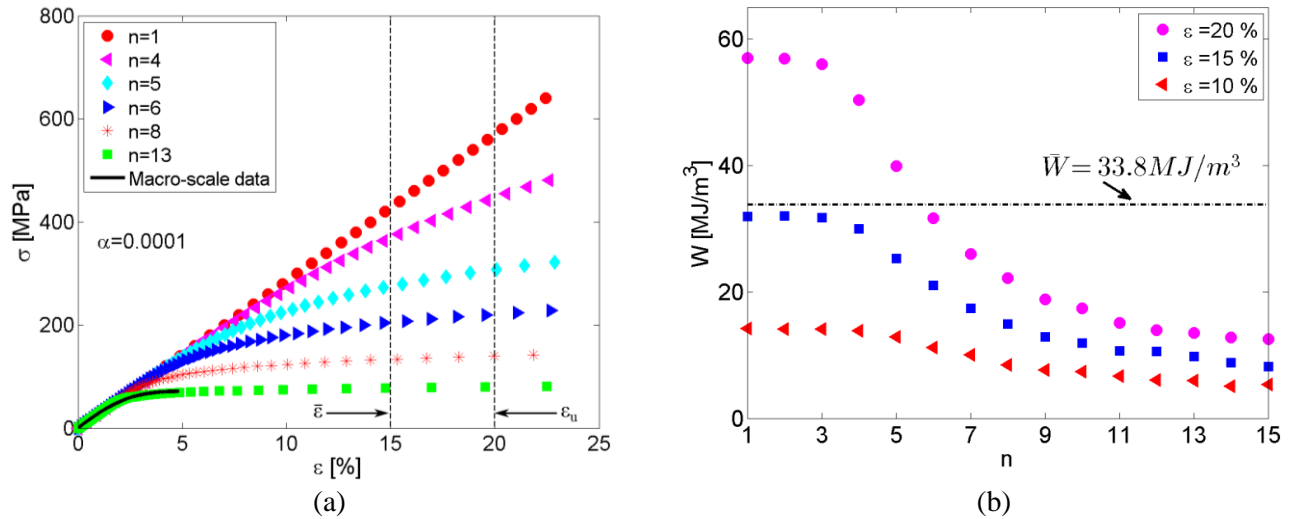 800
600
400
200
0
σ [MPa]
n=1
n=4
n=5
n=6
n=8
n=13
Macro-scale data
α=0.0001
ε̄
εᵤ
0 5 10 15 20 25
ε [%]
(a)
60
40
20
0
W [MJ/m³]
ε =20 %
ε =15 %
ε =10 %
W̄ = 33.8MJ/m³
1 3 5 7 9 11 13 15
n
(b)